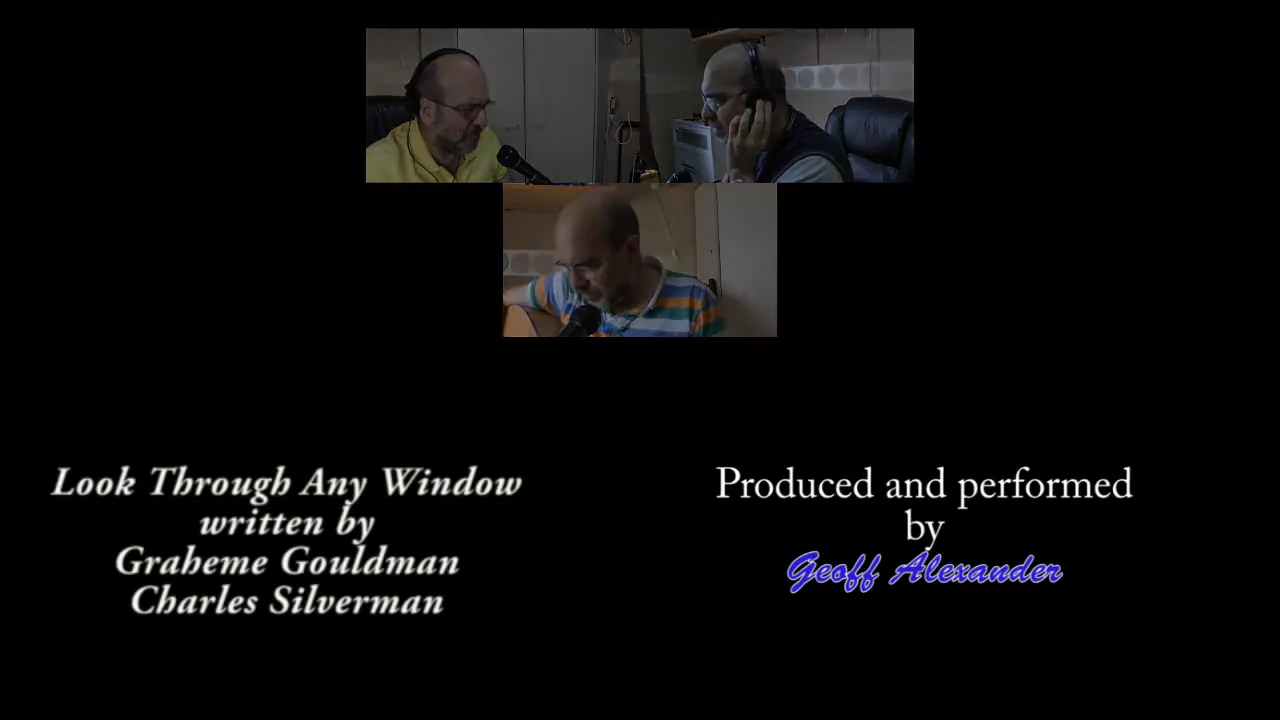 Look Through Any Window
written by
Graheme Gouldman
Charles Silverman
Produced and performed
by
Geoff Alexander